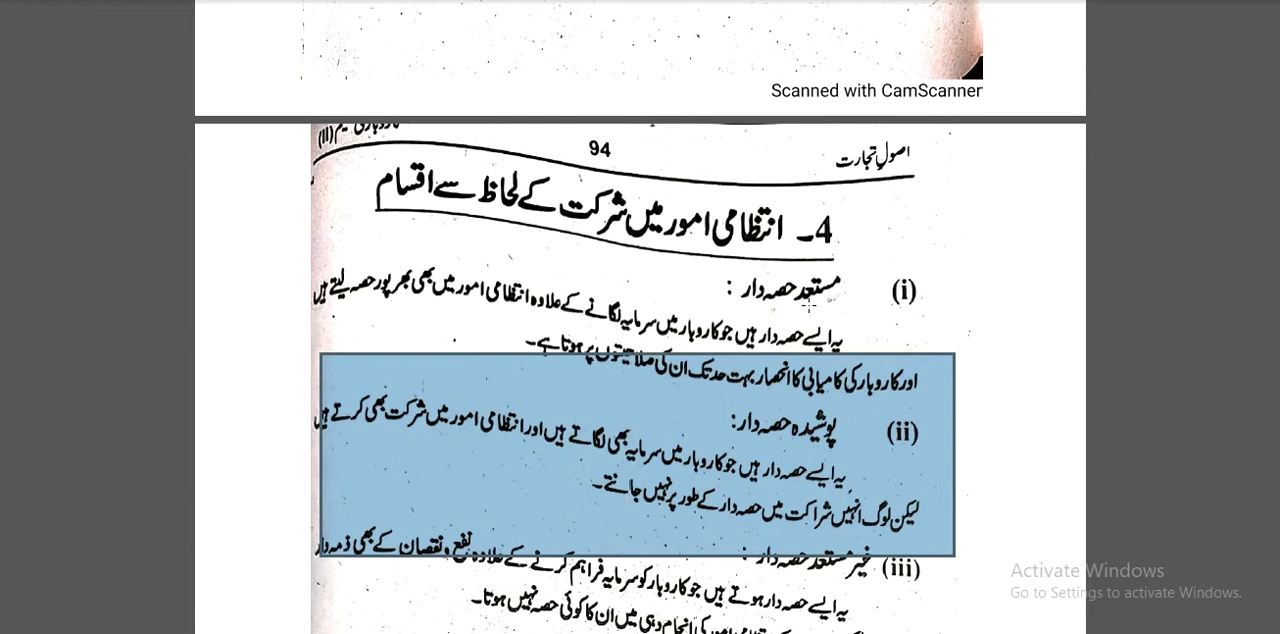 Scanned with CamScanner
(II)
اصولِ تجارت 94
4۔ انتظامی امور میں شرکت کے لحاظ سے اقسام
(i) مستعد حصہ دار :
یہ ایسے حصہ دار ہیں جو کاروبار میں سرمایہ لگانے کے علاوہ انتظامی امور میں بھی بھرپور حصہ لیتے ہیں
اور کاروبار کی کامیابی کا انحصار بہت حد تک ان کی صلاحیتوں پر ہوتا ہے۔
(ii) پوشیدہ حصہ دار:
یہ ایسے حصہ دار ہیں جو کاروبار میں سرمایہ بھی لگاتے ہیں اور انتظامی امور میں شرکت بھی کرتے ہیں
لیکن لوگ انہیں شراکت میں حصہ دار کے طور پر نہیں جانتے۔
(iii) غیر مستعد حصہ دار :
یہ ایسے حصہ دار ہوتے ہیں جو کاروبار کو سرمایہ فراہم کرنے کے علاوہ نفع و نقصان کے بھی ذمہ دار
امور کی انجام دہی میں ان کا کوئی حصہ نہیں ہوتا۔
Activate Windows
Go to Settings to activate Windows.